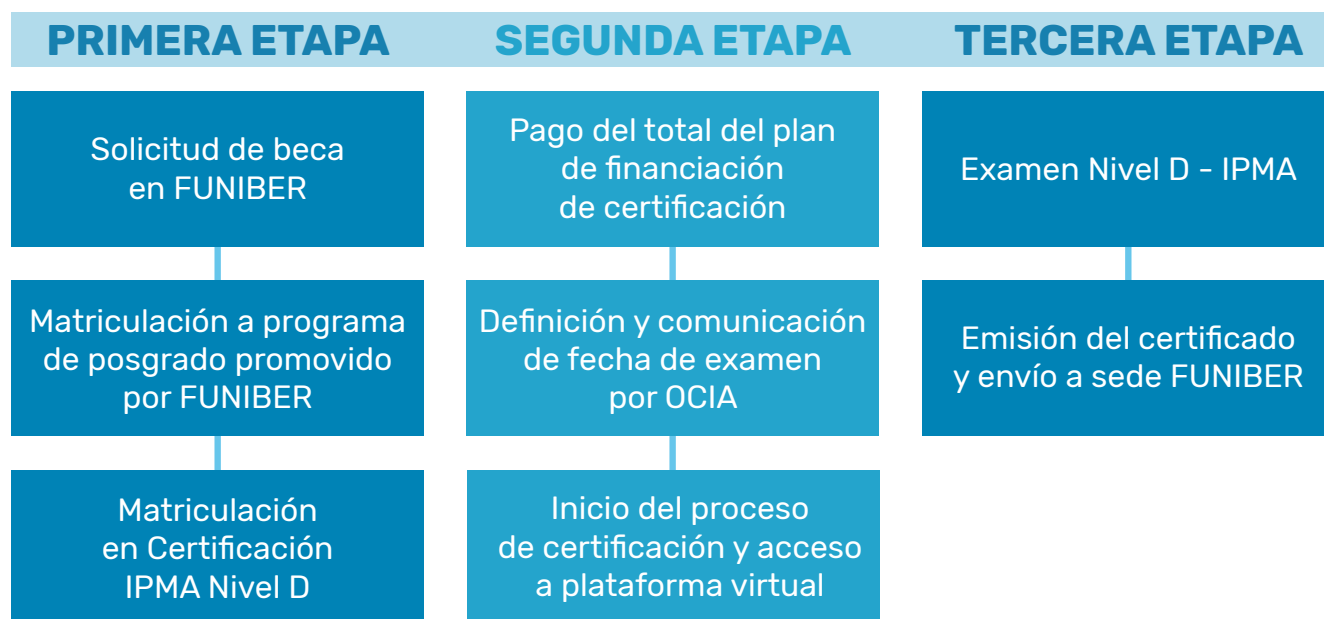 PRIMERA ETAPA
Solicitud de beca
en FUNIBER
Matriculación a programa
de posgrado promovido
por FUNIBER
Matriculación
en Certificación
IPMA Nivel D
SEGUNDA ETAPA
Pago del total del plan
de financiación
de certificación
Definición y comunicación
de fecha de examen
por OCIA
Inicio del proceso
de certificación y acceso
a plataforma virtual
TERCERA ETAPA
Examen Nivel D - IPMA
Emisión del certificado
y envío a sede FUNIBER